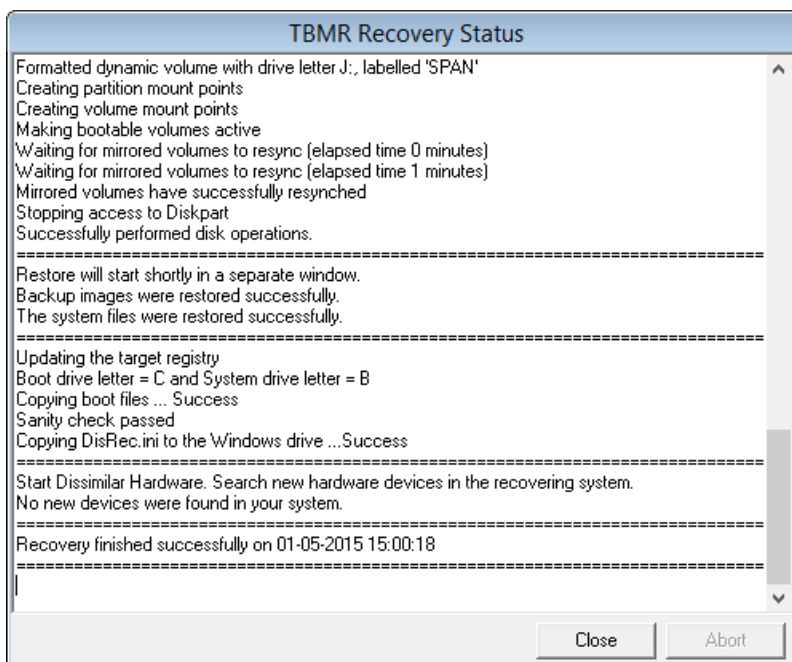 TBMR Recovery Status
Formatted dynamic volume with drive letter J:, labelled 'SPAN'
Creating partition mount points
Creating volume mount points
Making bootable volumes active
Waiting for mirrored volumes to resync (elapsed time 0 minutes)
Waiting for mirrored volumes to resync (elapsed time 1 minutes)
Mirrored volumes have successfully resynched
Stopping access to Diskpart
Successfully performed disk operations.
========================================================================
Restore will start shortly in a separate window.
Backup images were restored successfully.
The system files were restored successfully.
========================================================================
Updating the target registry
Boot drive letter = C and System drive letter = B
Copying boot files ... Success
Sanity check passed
Copying DisRec.ini to the Windows drive ...Success
========================================================================
Start Dissimilar Hardware. Search new hardware devices in the recovering system.
No new devices were found in your system.
========================================================================
Recovery finished successfully on 01-05-2015 15:00:18
========================================================================
Close
Abort